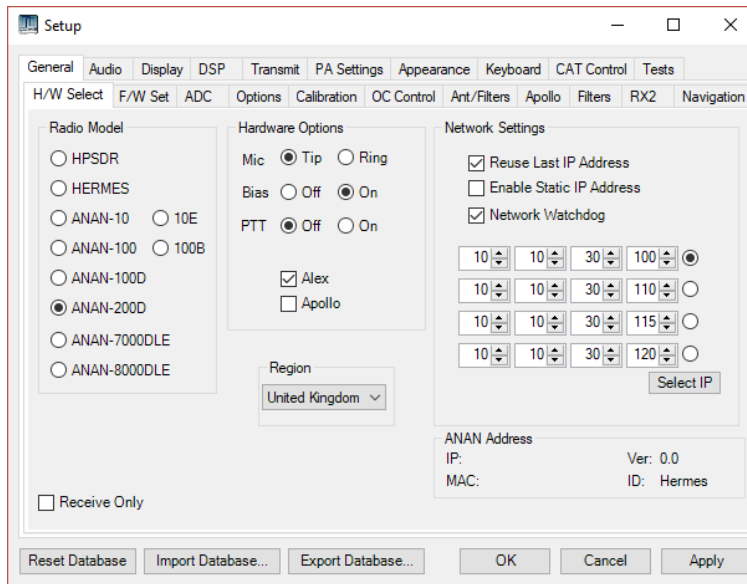 Setup
General Audio Display DSP Transmit PA Settings Appearance Keyboard CAT Control Tests
H/W Select F/W Set ADC Options Calibration OC Control Ant/Filters Apollo Filters RX2 Navigation
Radio Model
HPSDR
HERMES
ANAN-10 10E
ANAN-100 100B
ANAN-100D
ANAN-200D
ANAN-7000DLE
ANAN-8000DLE
Hardware Options
Mic Tip Ring
Bias Off On
PTT Off On
Alex
Apollo
Region
United Kingdom
Network Settings
Reuse Last IP Address
Enable Static IP Address
Network Watchdog
10 10 30 100
10 10 30 110
10 10 30 115
10 10 30 120
Select IP
ANAN Address
IP: Ver: 0.0
MAC: ID: Hermes
Receive Only
Reset Database Import Database... Export Database... OK Cancel Apply